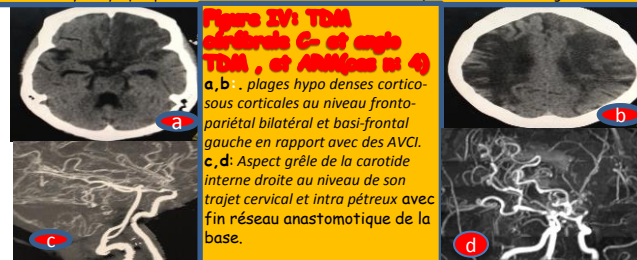 Figure IV: TDM
cérébrale C- et angio
TDM , et ARM(cas n: 4)
a,b: . plages hypo denses cortico-
sous corticales au niveau fronto-
pariétal bilatéral et basi-frontal
gauche en rapport avec des AVCI.
c,d: Aspect grêle de la carotide
interne droite au niveau de son
trajet cervical et intra pétreux avec
fin réseau anastomotique de la
base.
a
b
c
d